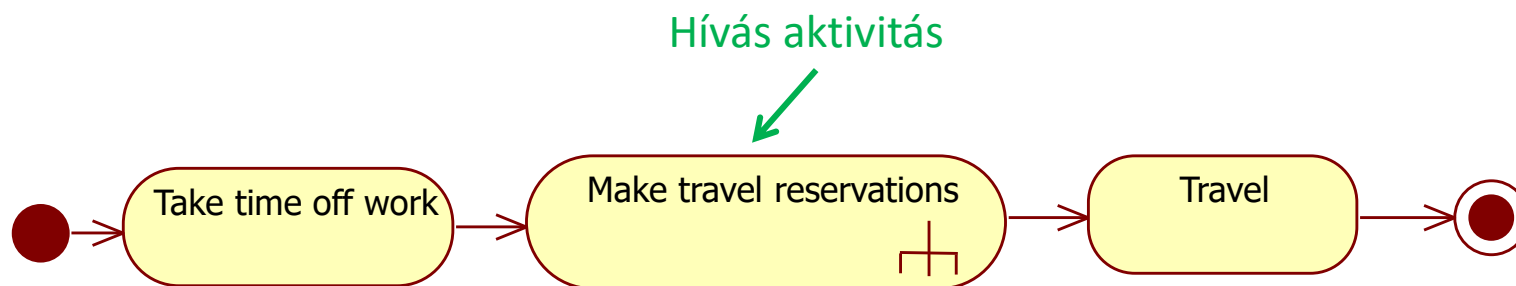 Hívás aktivitás
Take time off work
Make travel reservations
Travel